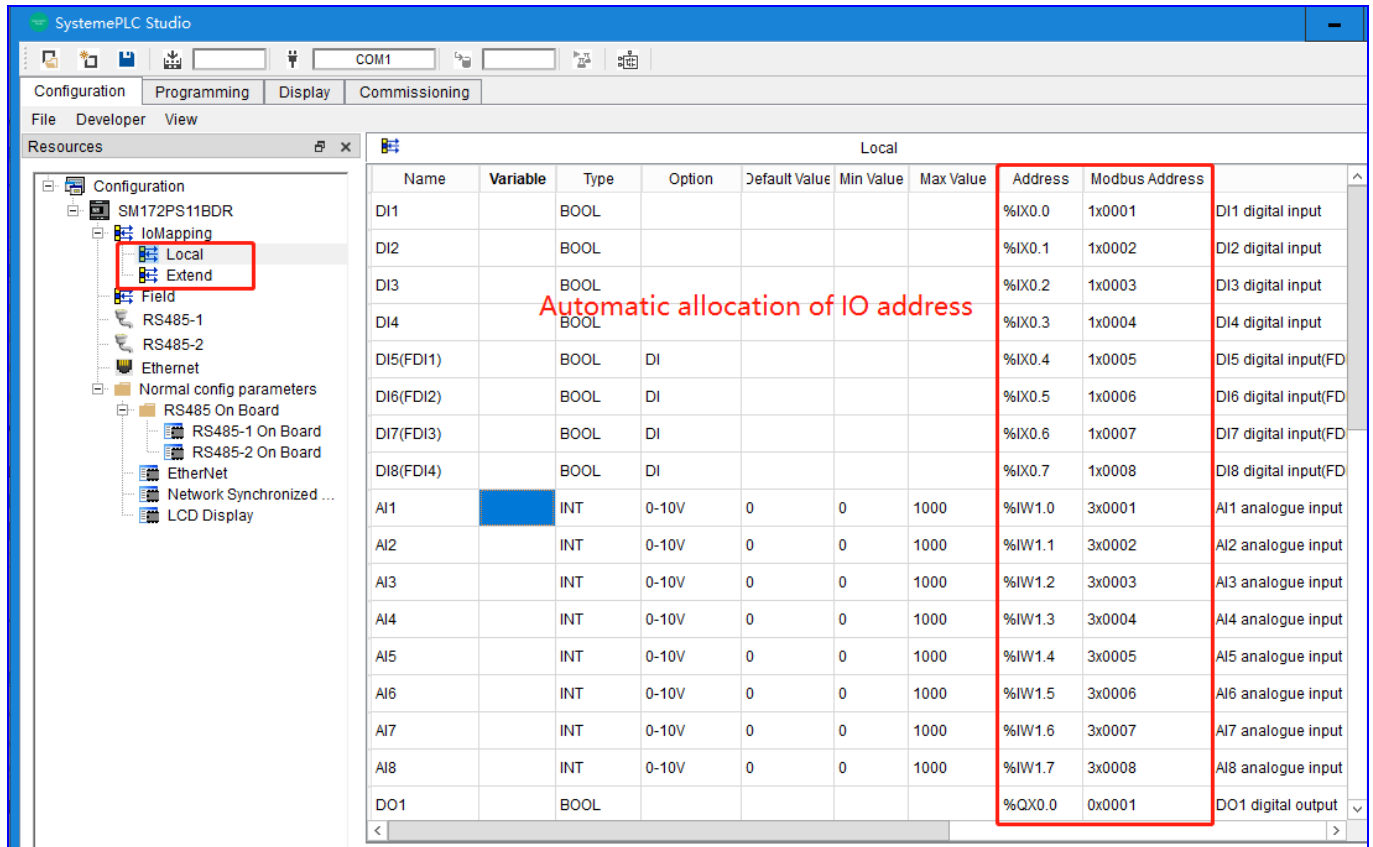 SystemePLC Studio
COM1
Configuration Programming Display Commissioning
File Developer View
Resources
Configuration
SM172PS11BDR
IoMapping
Local
Extend
Field
RS485-1
RS485-2
Ethernet
Normal config parameters
RS485 On Board
RS485-1 On Board
RS485-2 On Board
EtherNet
Network Synchronized ...
LCD Display
Local
Name Variable Type Option Default Value Min Value Max Value Address Modbus Address
DI1 BOOL %IX0.0 1x0001 DI1 digital input
DI2 BOOL %IX0.1 1x0002 DI2 digital input
DI3 BOOL %IX0.2 1x0003 DI3 digital input
Automatic allocation of IO address
DI4 BOOL %IX0.3 1x0004 DI4 digital input
DI5(FDI1) BOOL DI %IX0.4 1x0005 DI5 digital input(FDI
DI6(FDI2) BOOL DI %IX0.5 1x0006 DI6 digital input(FD
DI7(FDI3) BOOL DI %IX0.6 1x0007 DI7 digital input(FDI
DI8(FDI4) BOOL DI %IX0.7 1x0008 DI8 digital input(FDI
AI1 INT 0-10V 0 0 1000 %IW1.0 3x0001 AI1 analogue input
AI2 INT 0-10V 0 0 1000 %IW1.1 3x0002 AI2 analogue input
AI3 INT 0-10V 0 0 1000 %IW1.2 3x0003 AI3 analogue input
AI4 INT 0-10V 0 0 1000 %IW1.3 3x0004 AI4 analogue input
AI5 INT 0-10V 0 0 1000 %IW1.4 3x0005 AI5 analogue input
AI6 INT 0-10V 0 0 1000 %IW1.5 3x0006 AI6 analogue input
AI7 INT 0-10V 0 0 1000 %IW1.6 3x0007 AI7 analogue input
AI8 INT 0-10V 0 0 1000 %IW1.7 3x0008 AI8 analogue input
DO1 BOOL %QX0.0 0x0001 DO1 digital output